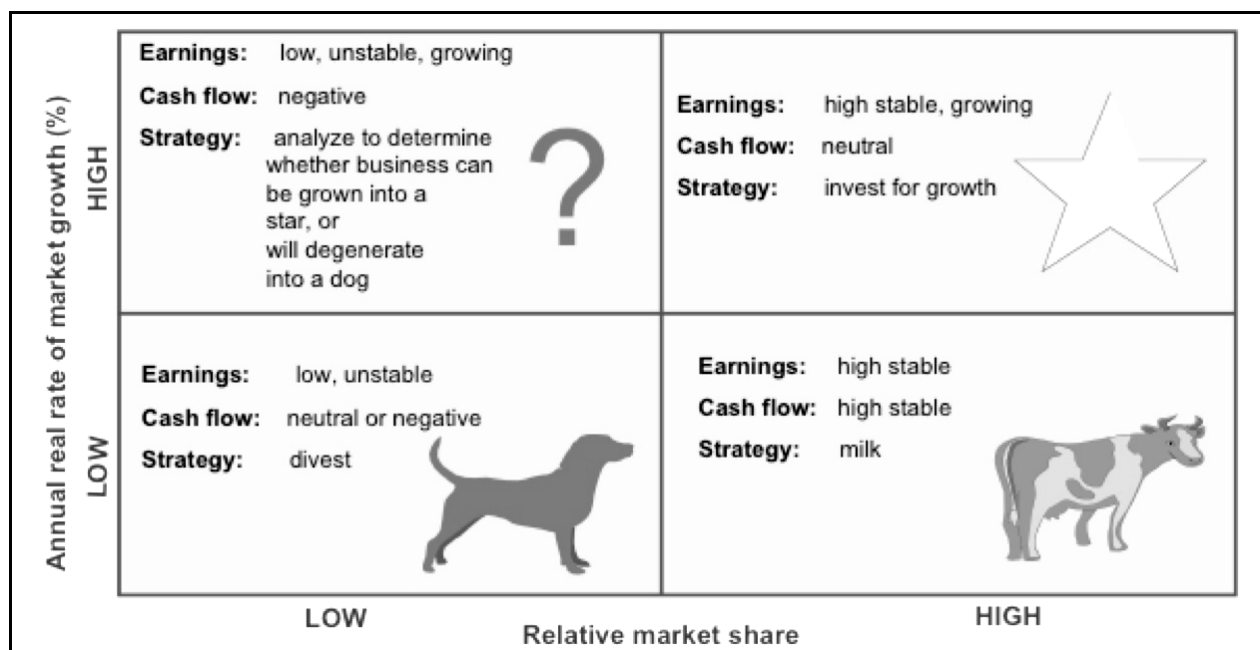 Annual real rate of market growth (%)
HIGH
LOW
Earnings: low, unstable, growing
Cash flow: negative
Strategy: analyze to determine
whether business can
be grown into a
star, or
will degenerate
into a dog
?
Earnings: high stable, growing
Cash flow: neutral
Strategy: invest for growth
Earnings: low, unstable
Cash flow: neutral or negative
Strategy: divest
Earnings: high stable
Cash flow: high stable
Strategy: milk
LOW
HIGH
Relative market share